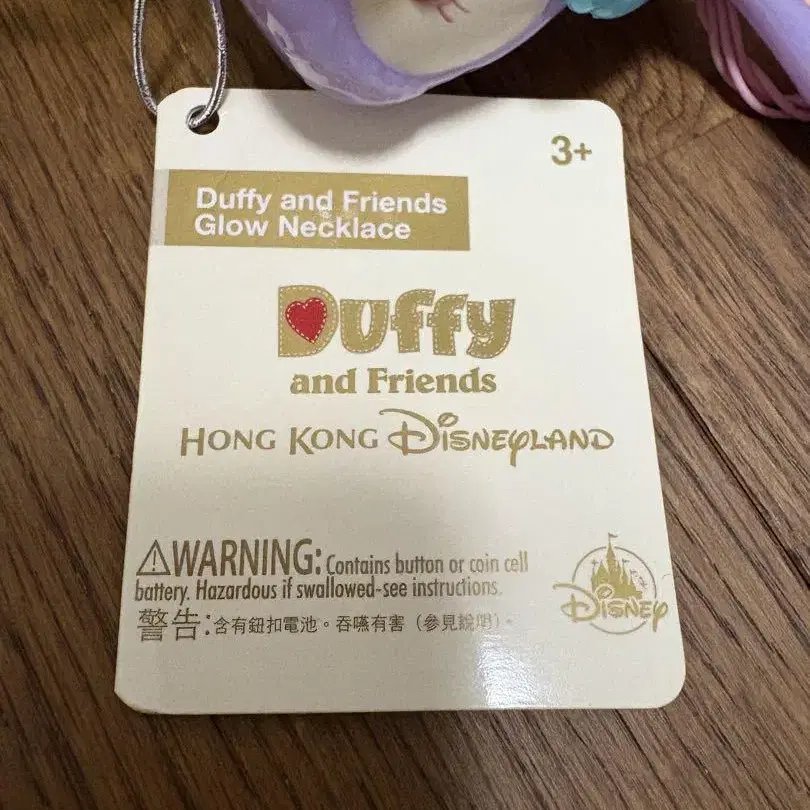 3+
Duffy and Friends
Glow Necklace
Duffy
and Friends
HONG KONG DISNEYLAND
⚠WARNING: Contains button or coin cell
battery. Hazardous if swallowed-see instructions.
警告:含有鈕扣電池。吞嚥有害（參見說明）。
Disney